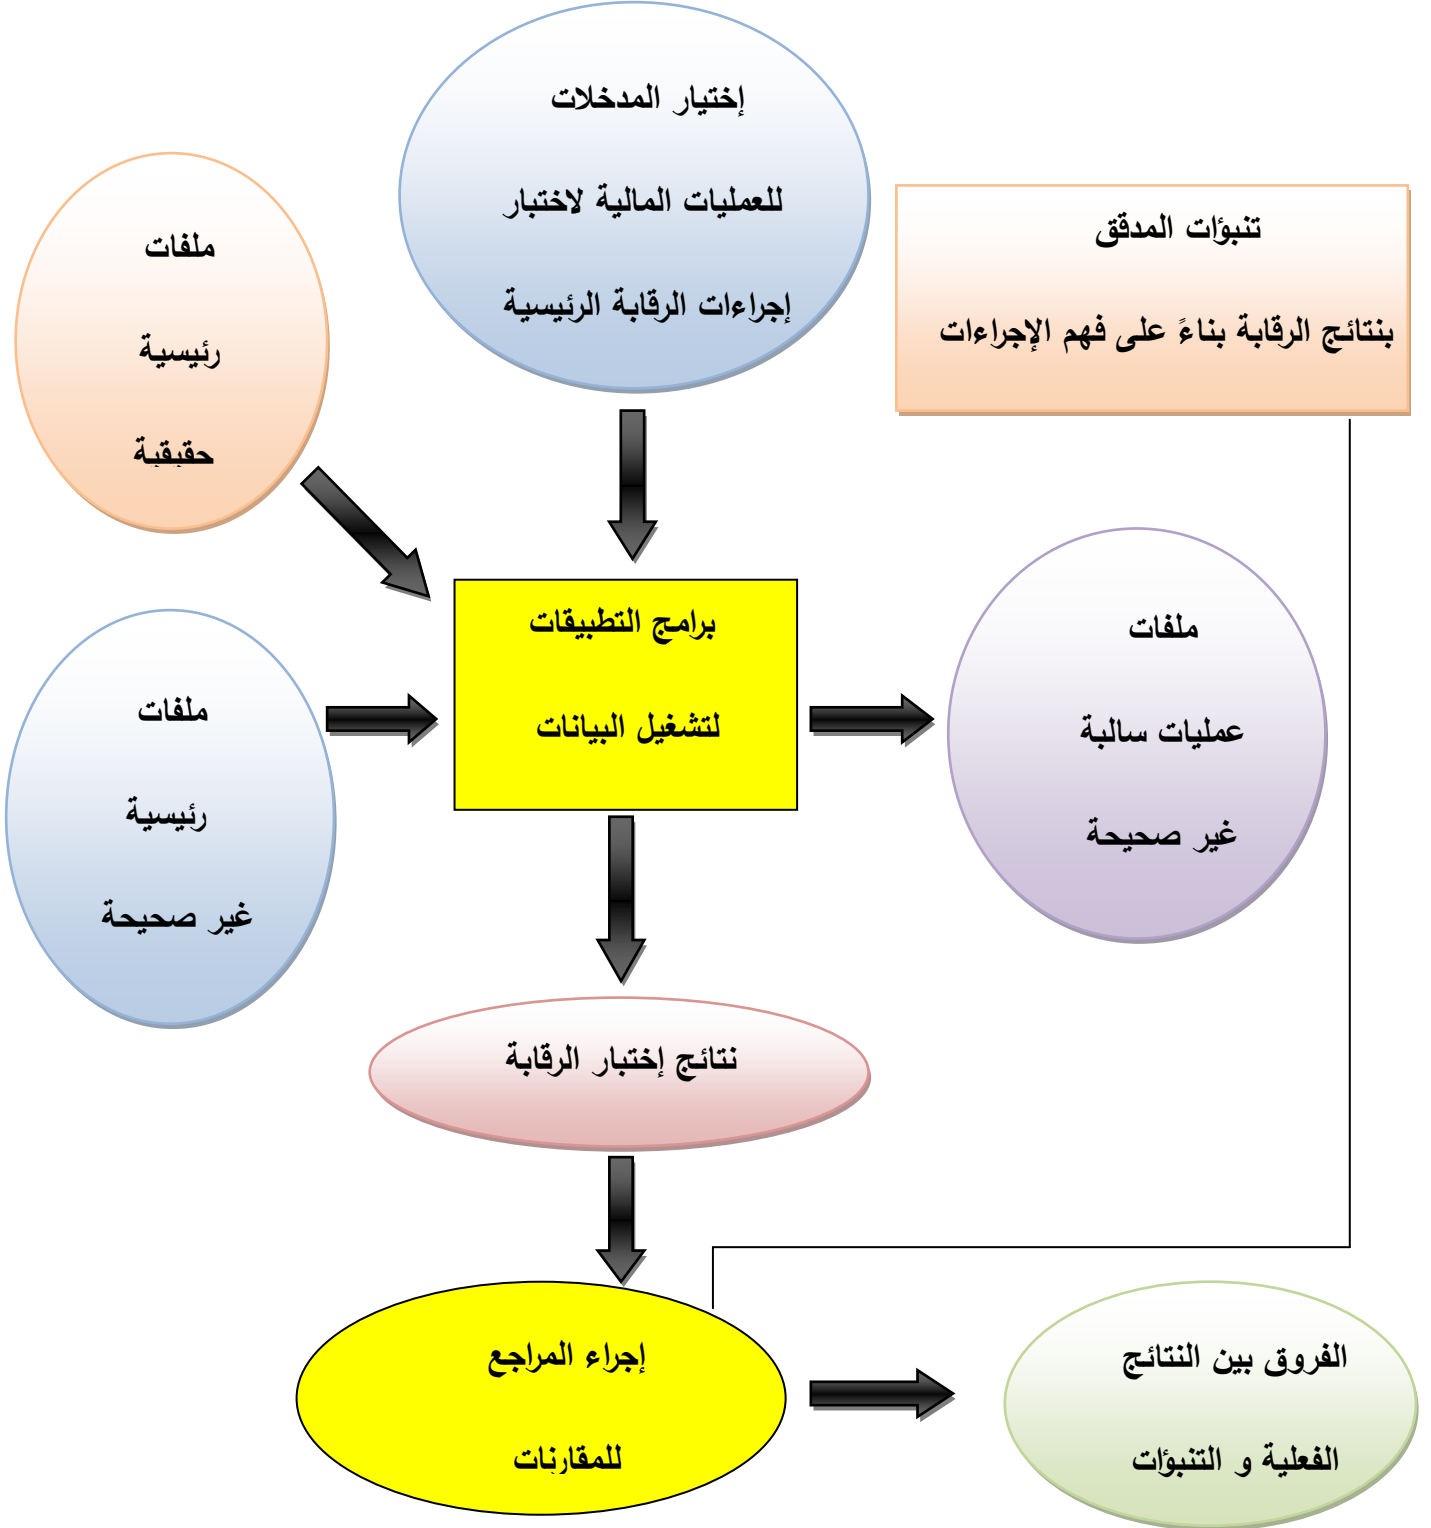 إختيار المدخلات
للعمليات المالية لاختبار
إجراءات الرقابة الرئيسية
تنبؤات المدقق
بنتائج الرقابة بناءً على فهم الإجراءات
ملفات
رئيسية
حقيقية
برامج التطبيقات
لتشغيل البيانات
ملفات
عمليات سالبة
غير صحيحة
ملفات
رئيسية
غير صحيحة
نتائج إختبار الرقابة
إجراء المراجع
للمقارنات
الفروق بين النتائج
الفعلية و التنبؤات